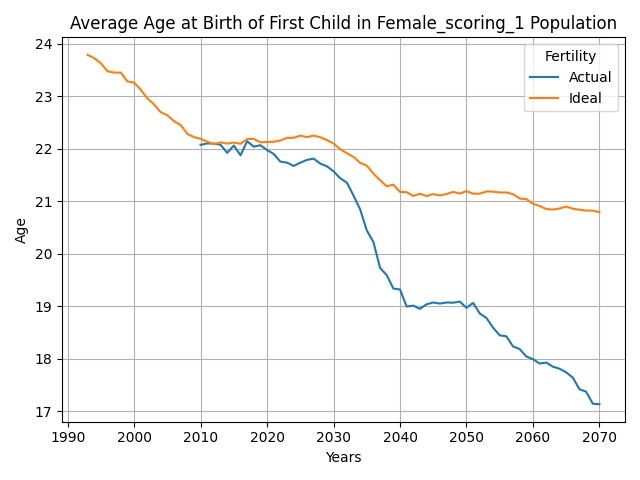 Average Age at Birth of First Child in Female_scoring_1 Population
Fertility
Actual
Ideal
Age
24
23
22
21
20
19
18
17
1990 2000 2010 2020 2030 2040 2050 2060 2070
Years